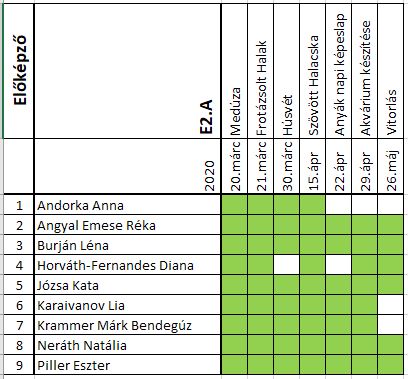 Előképző
E2.A
2020
Medúza
Frotázsolt Halak
Húsvét
Szövött Halacska
Anyák napi képeslap
Akvárium készítése
Vitorlás
20.márc
21.márc
30.márc
15.ápr
22.ápr
29.ápr
26.máj
1 Andorka Anna
2 Angyal Emese Réka
3 Burján Léna
4 Horváth-Fernandes Diana
5 Józsa Kata
6 Karaivanov Lia
7 Krammer Márk Bendegúz
8 Neráth Natália
9 Piller Eszter